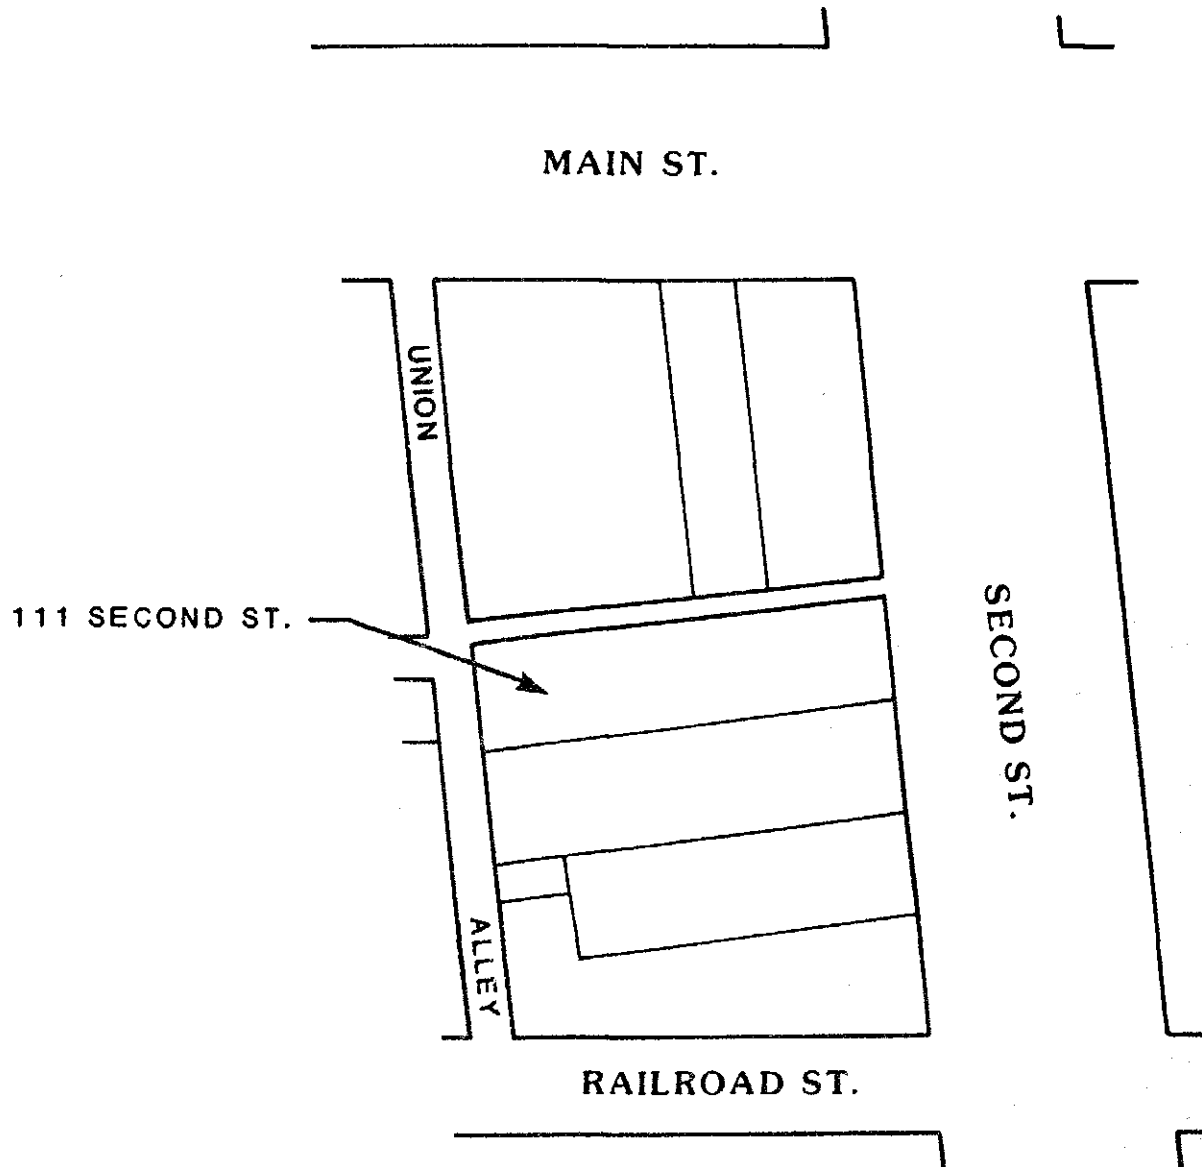 MAIN ST.
UNION
111 SECOND ST.
SECOND ST.
ALLEY
RAILROAD ST.